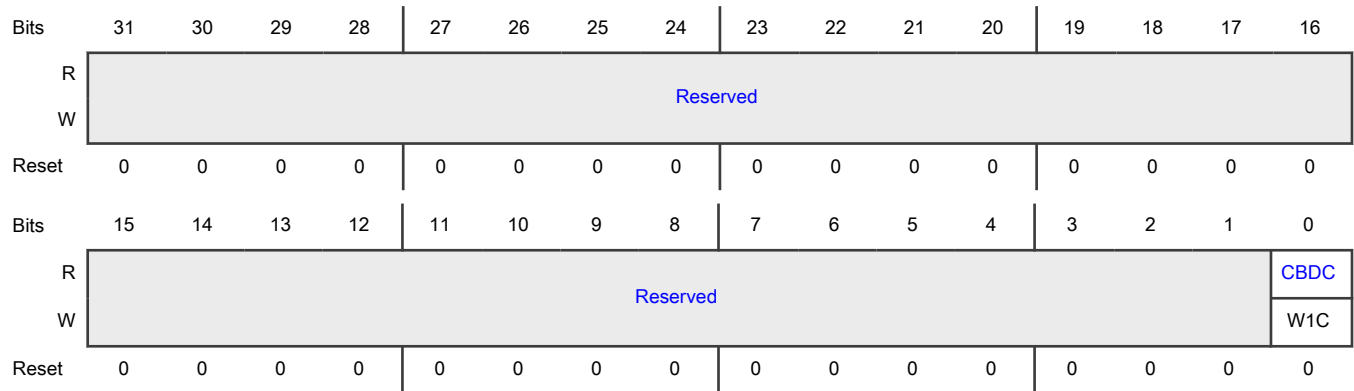 Bits 31 30 29 28 27 26 25 24 23 22 21 20 19 18 17 16
R
Reserved
W
Reset 0 0 0 0 0 0 0 0 0 0 0 0 0 0 0 0
Bits 15 14 13 12 11 10 9 8 7 6 5 4 3 2 1 0
R CBDC
Reserved
W W1C
Reset 0 0 0 0 0 0 0 0 0 0 0 0 0 0 0 0